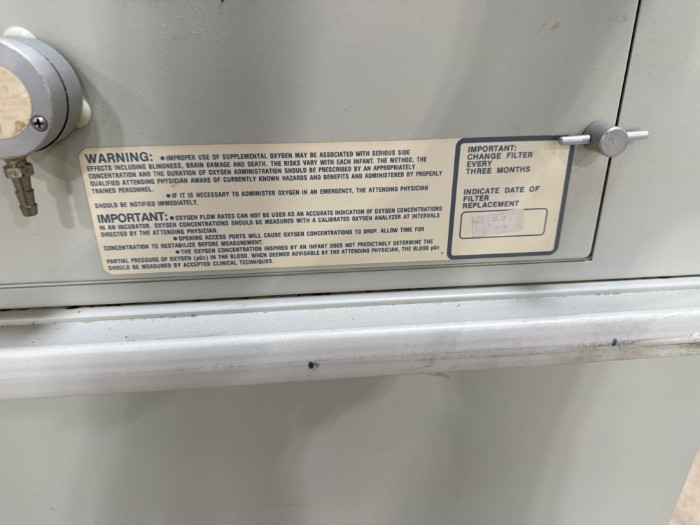 WARNING: • IMPROPER USE OF SUPPLEMENTAL OXYGEN MAY BE ASSOCIATED WITH SERIOUS SIDE
EFFECTS INCLUDING BLINDNESS, BRAIN DAMAGE AND DEATH. THE RISKS VARY WITH EACH INFANT. THE METHOD, THE
CONCENTRATION AND THE DURATION OF OXYGEN ADMINISTRATION SHOULD BE PRESCRIBED BY AN APPROPRIATELY
QUALIFIED ATTENDING PHYSICIAN AWARE OF CURRENTLY KNOWN HAZARDS AND BENEFITS AND ADMINISTERED BY PROPERLY
TRAINED PERSONNEL.
• IF IT IS NECESSARY TO ADMINISTER OXYGEN IN AN EMERGENCY, THE ATTENDING PHYSICIAN
SHOULD BE NOTIFIED IMMEDIATELY.
IMPORTANT: • OXYGEN FLOW RATES CAN NOT BE USED AS AN ACCURATE INDICATION OF OXYGEN CONCENTRATIONS
IN AN INCUBATOR. OXYGEN CONCENTRATIONS SHOULD BE MEASURED WITH A CALIBRATED OXYGEN ANALYZER AT INTERVALS
DIRECTED BY THE ATTENDING PHYSICIAN.
• OPENING ACCESS PORTS WILL CAUSE OXYGEN CONCENTRATIONS TO DROP. ALLOW TIME FOR
CONCENTRATION TO RESTABILIZE BEFORE MEASUREMENT.
• THE OXYGEN CONCENTRATION INSPIRED BY AN INFANT DOES NOT PREDICTABLY DETERMINE THE
PARTIAL PRESSURE OF OXYGEN (pO2) IN THE BLOOD. WHEN DEEMED ADVISABLE BY THE ATTENDING PHYSICIAN, THE BLOOD pO2
SHOULD BE MEASURED BY ACCEPTED CLINICAL TECHNIQUES.
IMPORTANT:
CHANGE FILTER
EVERY
THREE MONTHS
INDICATE DATE OF
FILTER
REPLACEMENT